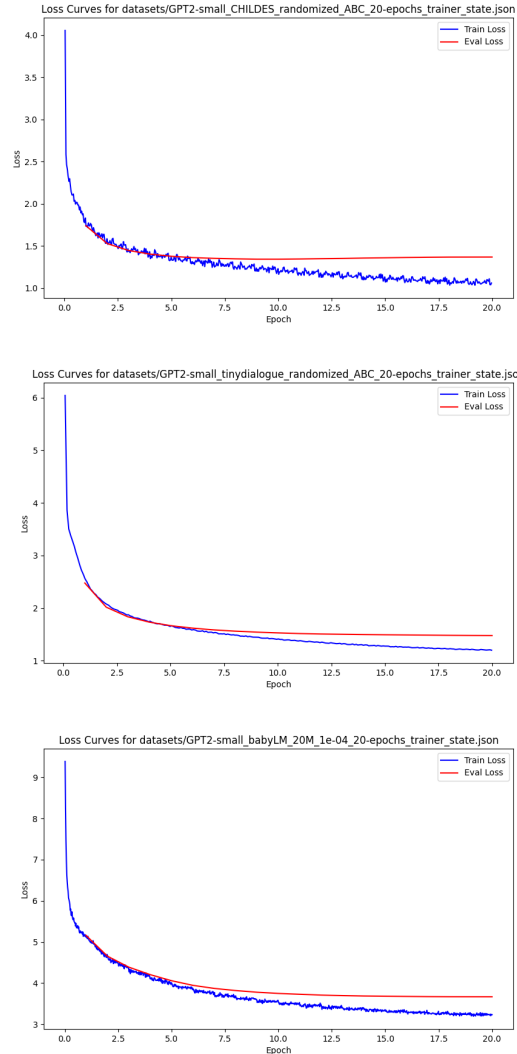 Loss Curves for datasets/GPT2-small_CHILDES_randomized_ABC_20-epochs_trainer_state.json
Train Loss
Eval Loss
4.0
3.5
3.0
2.5
2.0
1.5
1.0
Loss
0.0 2.5 5.0 7.5 10.0 12.5 15.0 17.5 20.0
Epoch
Loss Curves for datasets/GPT2-small_tinydialogue_randomized_ABC_20-epochs_trainer_state.jso
Train Loss
Eval Loss
6
5
4
3
2
1
Loss
0.0 2.5 5.0 7.5 10.0 12.5 15.0 17.5 20.0
Epoch
Loss Curves for datasets/GPT2-small_babyLM_20M_1e-04_20-epochs_trainer_state.json
Train Loss
Eval Loss
9
8
7
6
5
4
3
Loss
0.0 2.5 5.0 7.5 10.0 12.5 15.0 17.5 20.0
Epoch